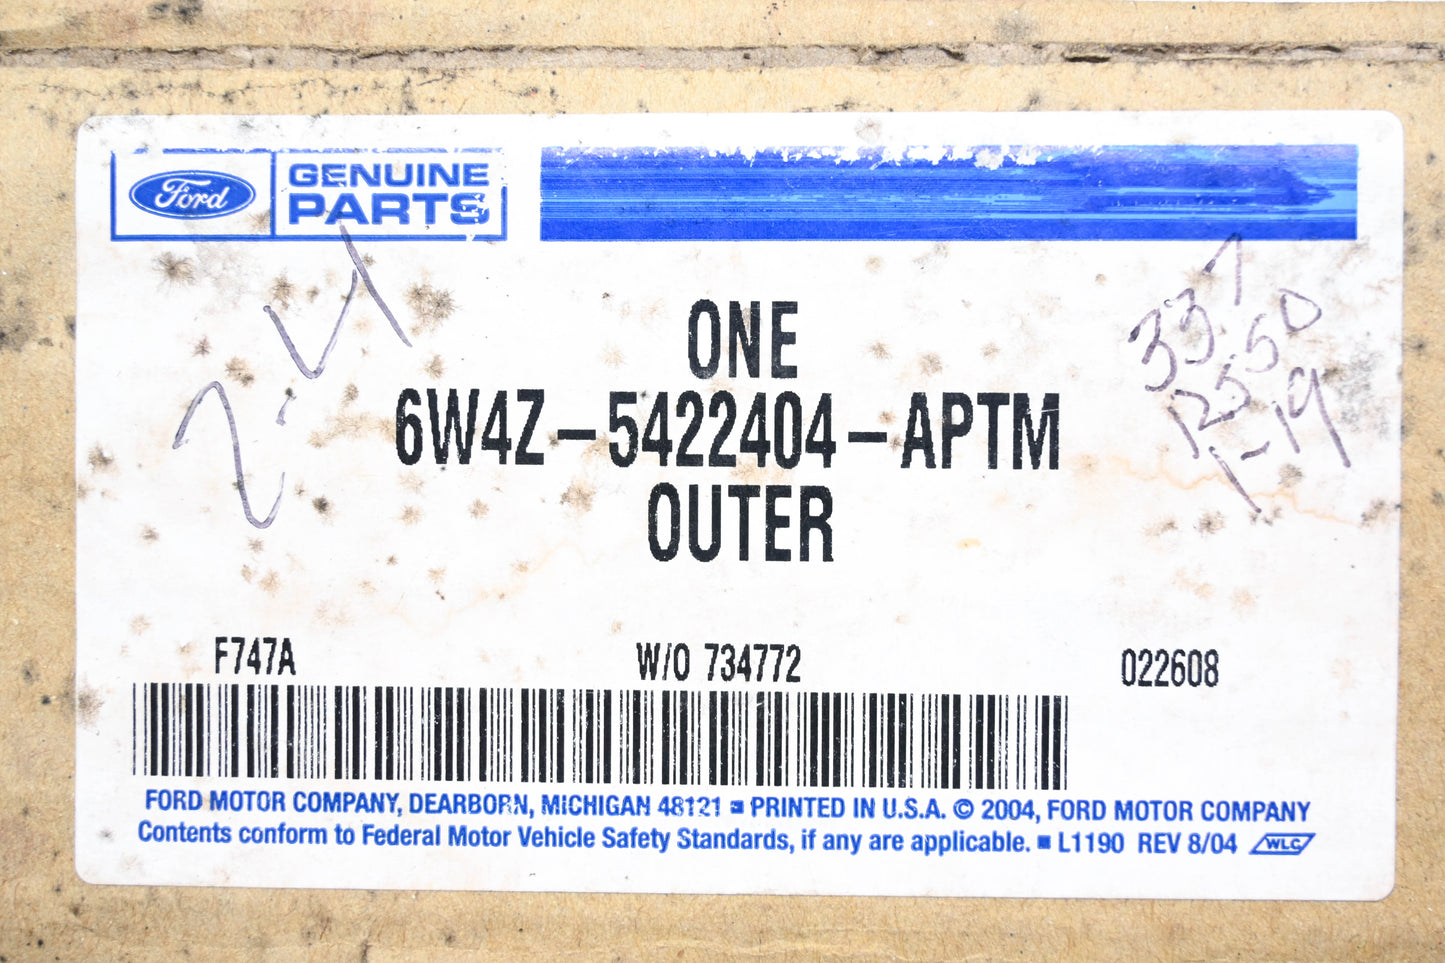 Ford GENUINE
PARTS
2-4
337
12550
1-19
ONE
6W4Z-5422404-APTM
OUTER
F747A W/O 734772 022608
FORD MOTOR COMPANY, DEARBORN, MICHIGAN 48121 ■ PRINTED IN U.S.A. © 2004, FORD MOTOR COMPANY
Contents conform to Federal Motor Vehicle Safety Standards, if any are applicable. ■ L1190 REV 8/04 WLC